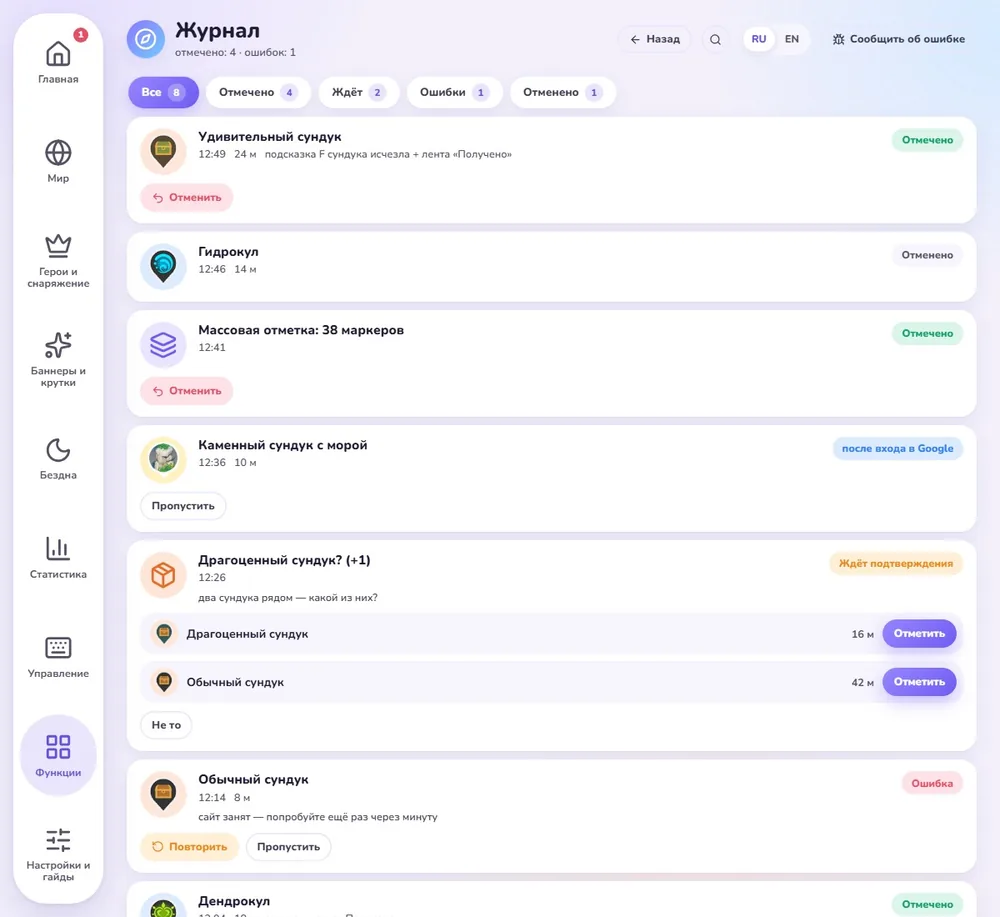 1
Главная
Мир
Герои и
снаряжение
Баннеры и
крутки
Бездна
Статистика
Управление
Функции
Настройки и
гайды
Журнал
отмечено: 4 · ошибок: 1
Назад
RU EN
Сообщить об ошибке
Все 8
Отмечено 4
Ждёт 2
Ошибки 1
Отменено 1
Удивительный сундук
12:49 24 м подсказка F сундука исчезла + лента «Получено»
Отмечено
Отменить
Гидрокул
12:46 14 м
Отменено
Массовая отметка: 38 маркеров
12:41
Отмечено
Отменить
Каменный сундук с морой
12:36 10 м
после входа в Google
Пропустить
Драгоценный сундук? (+1)
12:26
два сундука рядом — какой из них?
Ждёт подтверждения
Драгоценный сундук 16 м Отметить
Обычный сундук 42 м Отметить
Не то
Обычный сундук
12:14 8 м
сайт занят — попробуйте ещё раз через минуту
Ошибка
Повторить Пропустить
Дендрокул
Отмечено